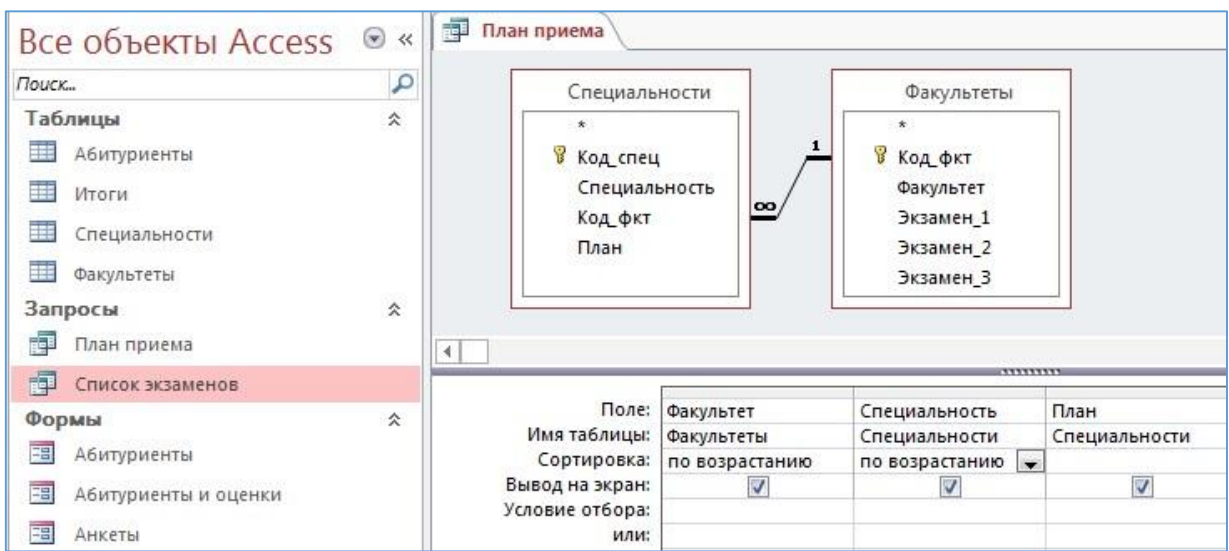 Все объекты Access
Поиск...
Таблицы
Абитуриенты
Итоги
Специальности
Факультеты
Запросы
План приема
Список экзаменов
Формы
Абитуриенты
Абитуриенты и оценки
Анкеты
План приема
Специальности
*
Код_спец
Специальность
Код_фкт
План
∞
1
Факультеты
*
Код_фкт
Факультет
Экзамен_1
Экзамен_2
Экзамен_3
Поле: Факультет Специальность План
Имя таблицы: Факультеты Специальности Специальности
Сортировка: по возрастанию по возрастанию
Вывод на экран:
Условие отбора:
или: